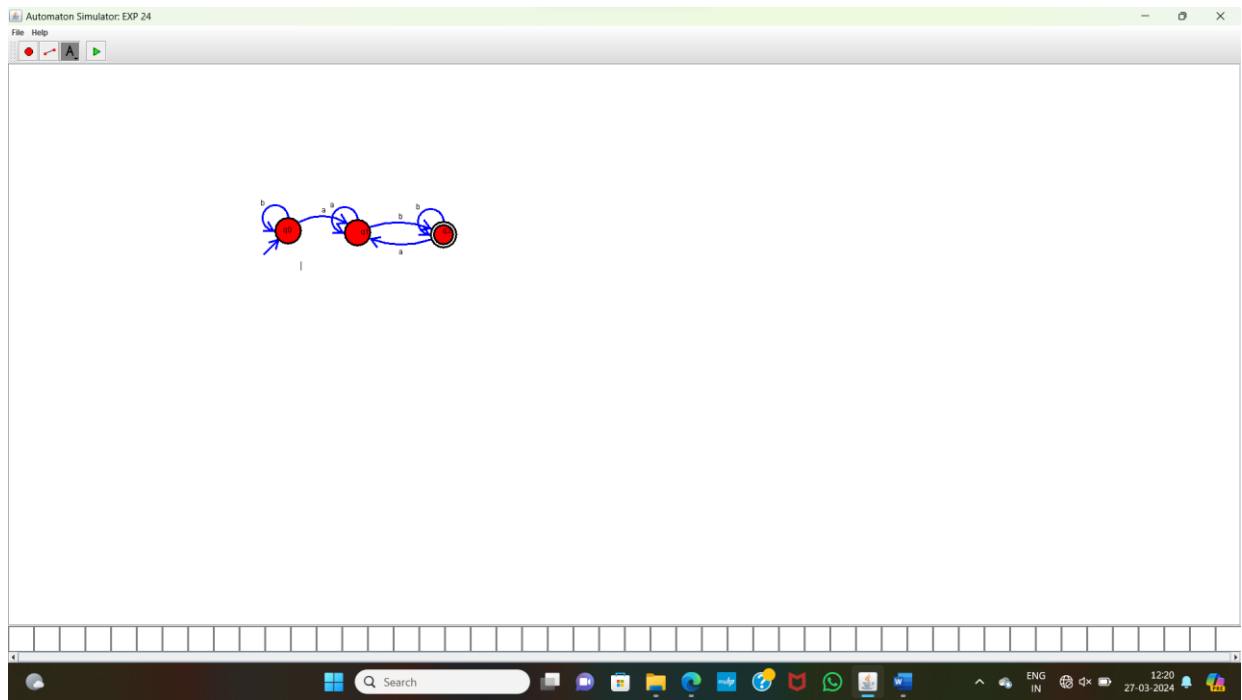 Automaton Simulator: EXP 24
File Help
A
b
a
a
b
b
q0
a
Search
ENG
IN
12:20
27-03-2024